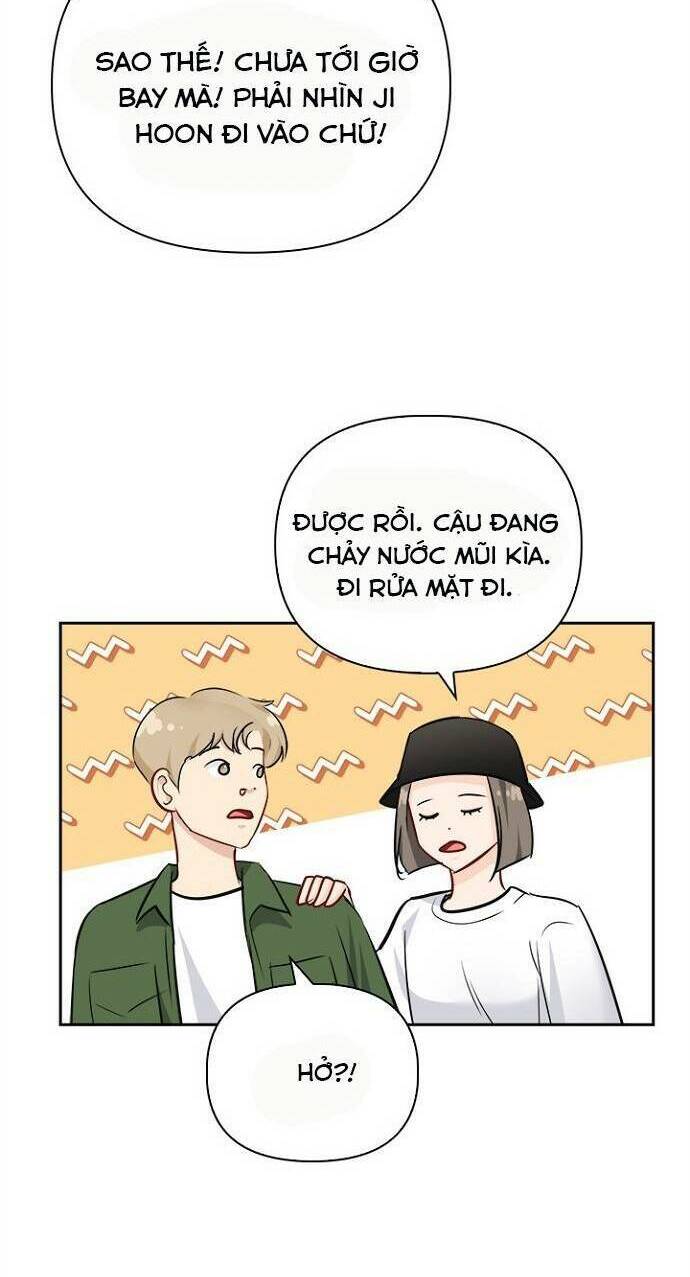 SAO THẾ! CHƯA TỚI GIỜ
BAY MÀ! PHẢI NHÌN JI
HOON ĐI VÀO CHỨ!
ĐƯỢC RỒI. CẬU ĐANG
CHẢY NƯỚC MŨI KÌA.
ĐI RỬA MẶT ĐI.
HỞ?!